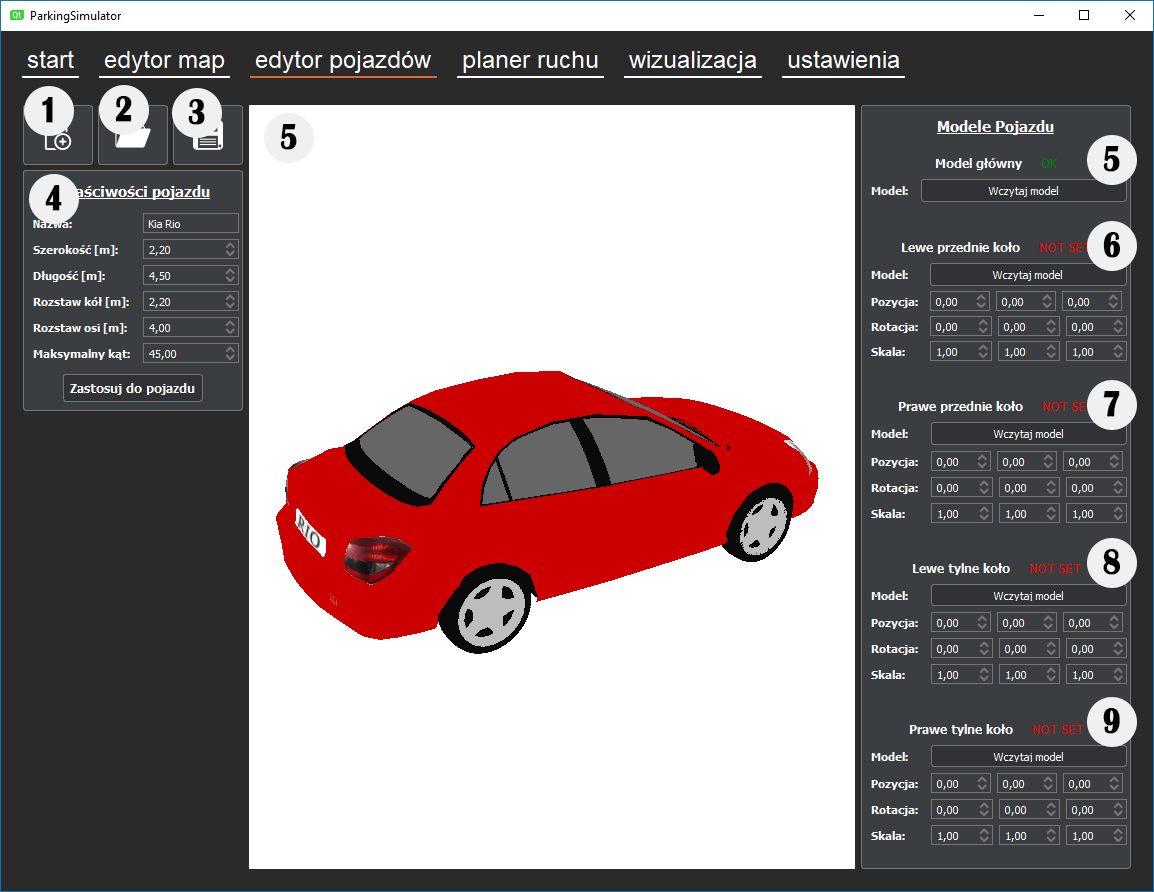 ParkingSimulator
start edytor map edytor pojazdów planer ruchu wizualizacja ustawienia
1 2 3
4 aściwości pojazdu
Nazwa: Kia Rio
Szerokość [m]: 2,20
Długość [m]: 4,50
Rozstaw kół [m]: 2,20
Rozstaw osi [m]: 4,00
Maksymalny kąt: 45,00
Zastosuj do pojazdu
5
RIO
Modele Pojazdu
Model główny OK 5
Model: Wczytaj model
Lewe przednie koło NOT SE 6
Model: Wczytaj model
Pozycja: 0,00 0,00 0,00
Rotacja: 0,00 0,00 0,00
Skala: 1,00 1,00 1,00
Prawe przednie koło NOT SE 7
Model: Wczytaj model
Pozycja: 0,00 0,00 0,00
Rotacja: 0,00 0,00 0,00
Skala: 1,00 1,00 1,00
Lewe tylne koło NOT SET 8
Model: Wczytaj model
Pozycja: 0,00 0,00 0,00
Rotacja: 0,00 0,00 0,00
Skala: 1,00 1,00 1,00
Prawe tylne koło NOT SET 9
Model: Wczytaj model
Pozycja: 0,00 0,00 0,00
Rotacja: 0,00 0,00 0,00
Skala: 1,00 1,00 1,00